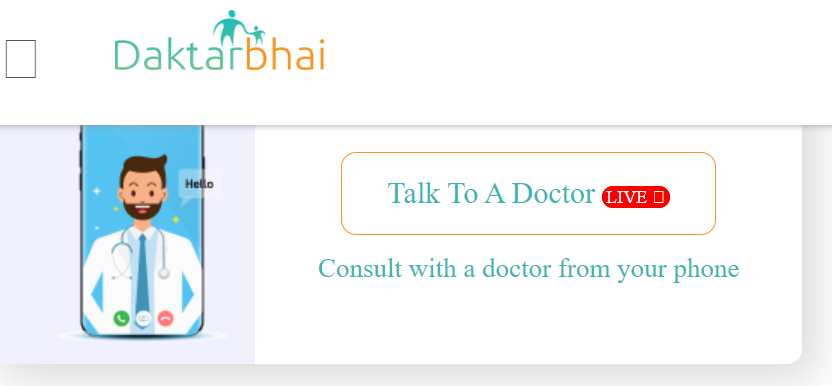 Daktarbhai
Hello
Talk To A Doctor LIVE
Consult with a doctor from your phone